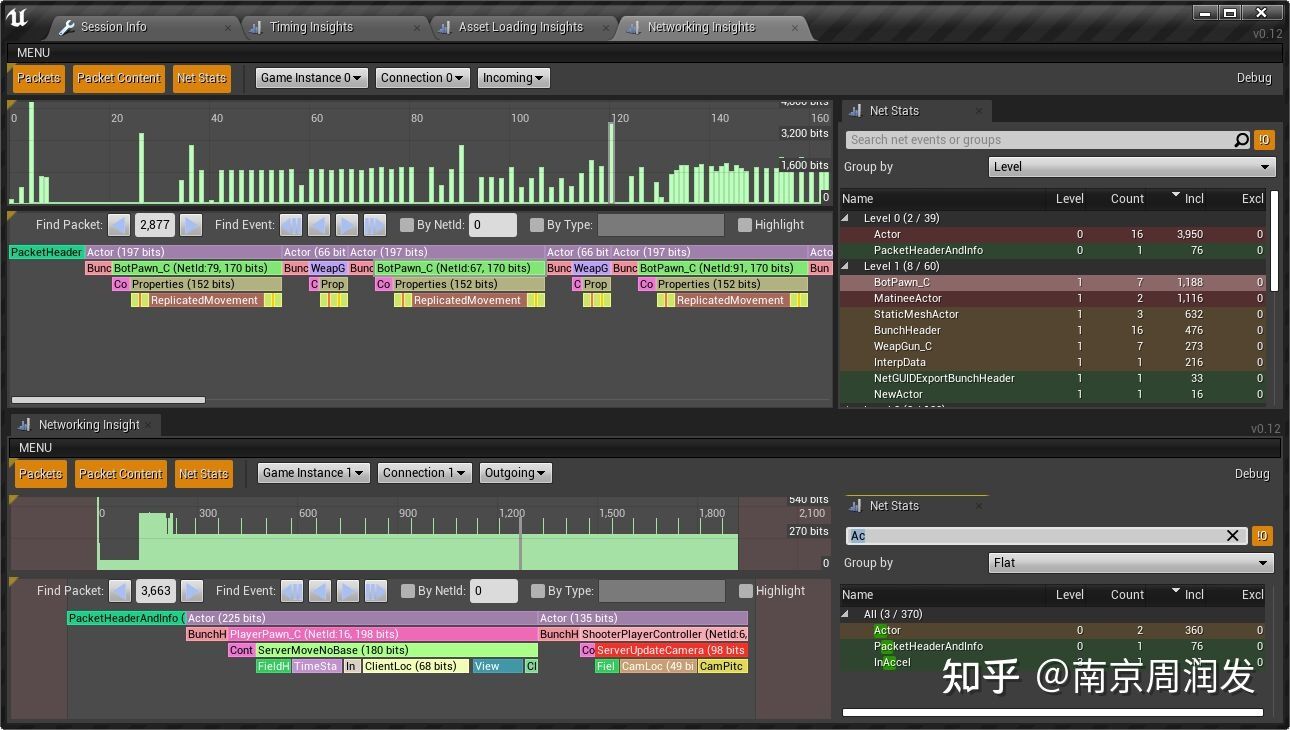 Session Info Timing Insights Asset Loading Insights Networking Insights
v0.12
MENU
Packets Packet Content Net Stats Game Instance 0 Connection 0 Incoming Debug
0 20 40 60 80 100 120 140 160
4,800 bits
3,200 bits
1,600 bits
0
Find Packet: 2,877 Find Event: By NetId: 0 By Type: Highlight
PacketHeader Actor (197 bits) Actor (66 bit Actor (197 bits) Actor (66 bit Actor (197 bits) Acto
Bunc BotPawn_C (NetId:79, 170 bits) Bunc WeapG Bunc BotPawn_C (NetId:67, 170 bits) Bunc WeapG Bunc BotPawn_C (NetId:91, 170 bits) Bun
Co Properties (152 bits) C Prop Co Properties (152 bits) C Prop Co Properties (152 bits)
ReplicatedMovement ReplicatedMovement ReplicatedMovement
Net Stats
Search net events or groups !0
Group by Level
Name Level Count Incl Excl
Level 0 (2 / 39)
Actor 0 16 3,950 0
PacketHeaderAndInfo 0 1 76 0
Level 1 (8 / 60)
BotPawn_C 1 7 1,188 0
MatineeActor 1 2 1,116 0
StaticMeshActor 1 3 632 0
BunchHeader 1 16 476 0
WeapGun_C 1 7 273 0
InterpData 1 1 216 0
NetGUIDExportBunchHeader 1 1 33 0
NewActor 1 1 16 0
Networking Insight
v0.12
MENU
Packets Packet Content Net Stats Game Instance 1 Connection 1 Outgoing Debug
0 300 600 900 1,200 1,500 1,800 2,100
540 bits
270 bits
0
Find Packet: 3,663 Find Event: By NetId: 0 By Type: Highlight
PacketHeaderAndInfo ( Actor (225 bits) Actor (135 bits)
BunchH PlayerPawn_C (NetId:16, 198 bits) BunchH ShooterPlayerController (NetId:6,
Cont ServerMoveNoBase (180 bits) Co ServerUpdateCamera (98 bits
FieldH TimeSta In ClientLoc (68 bits) View Cl Fiel CamLoc (49 bi CamPitc
Net Stats
Ac !0
Group by Flat
Name Level Count Incl Excl
All (3 / 370)
Actor 0 2 360 0
PacketHeaderAndInfo 0 1 76 0
InAccel
知乎 @南京周润发